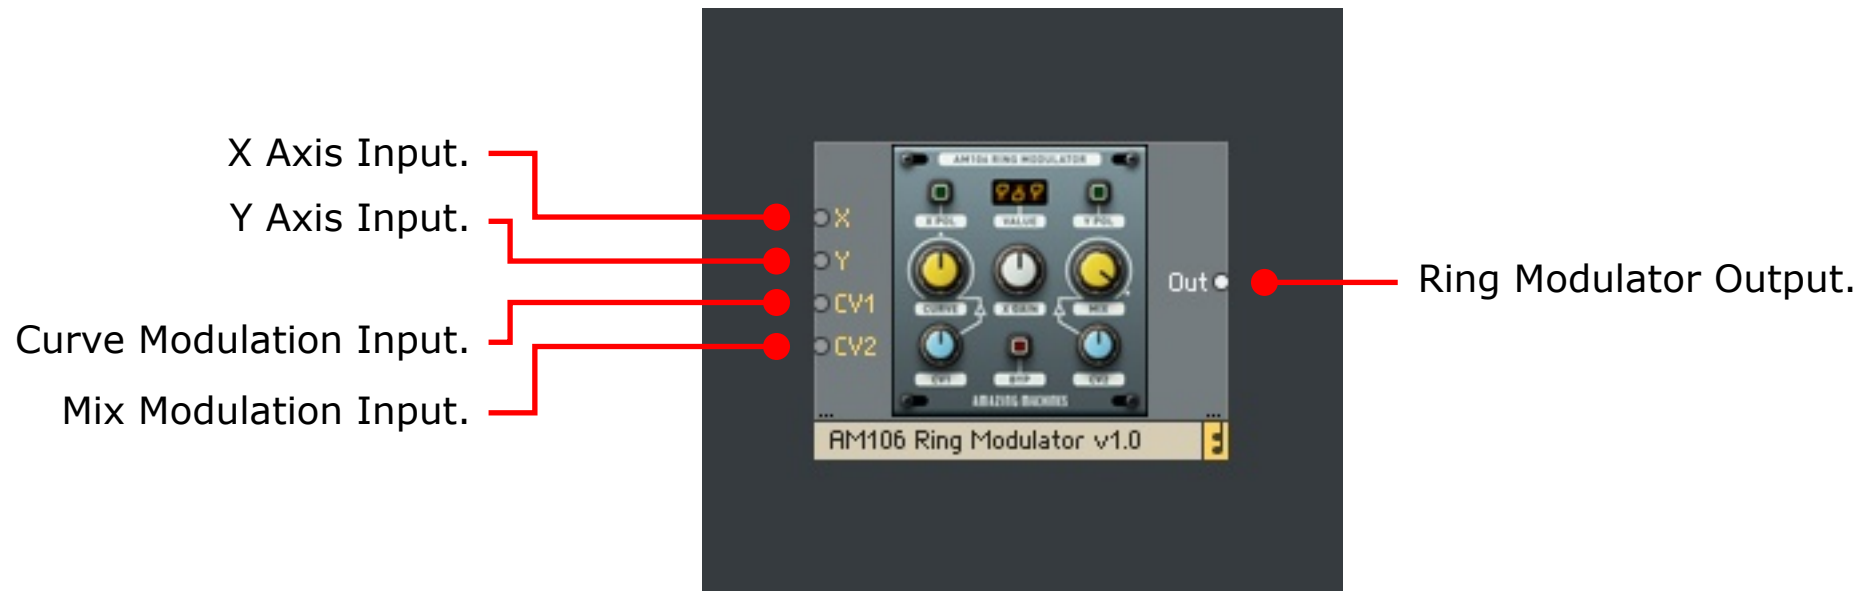 X Axis Input.
Y Axis Input.
Curve Modulation Input.
Mix Modulation Input.
X
Y
CV1
CV2
AM106 RING MODULATOR
X POL
VALUE
Y POL
CURVE
X GAIN
MIX
CV1
BYP
CV2
AMAZING MACHINES
Out
AM106 Ring Modulator v1.0
Ring Modulator Output.